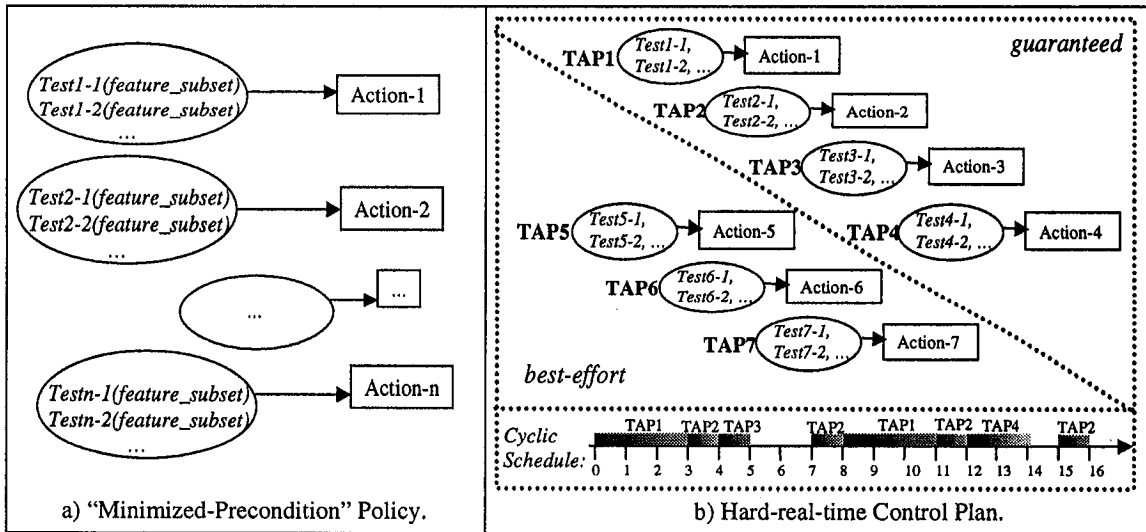 Test1-1(feature_subset)
Test1-2(feature_subset)
...
Action-1
Test2-1(feature_subset)
Test2-2(feature_subset)
...
Action-2
...
...
Testn-1(feature_subset)
Testn-2(feature_subset)
...
Action-n
a) "Minimized-Precondition" Policy.
guaranteed
TAP1
Test1-1,
Test1-2, ...
Action-1
TAP2
Test2-1,
Test2-2, ...
Action-2
TAP3
Test3-1,
Test3-2, ...
Action-3
TAP5
Test5-1,
Test5-2, ...
Action-5
TAP4
Test4-1,
Test4-2, ...
Action-4
TAP6
Test6-1,
Test6-2, ...
Action-6
TAP7
Test7-1,
Test7-2, ...
Action-7
best-effort
Cyclic
Schedule:
TAP1 TAP2 TAP3 TAP2 TAP1 TAP2 TAP4 TAP2
0 1 2 3 4 5 7 8 9 10 11 12 13 14 15 16
b) Hard-real-time Control Plan.